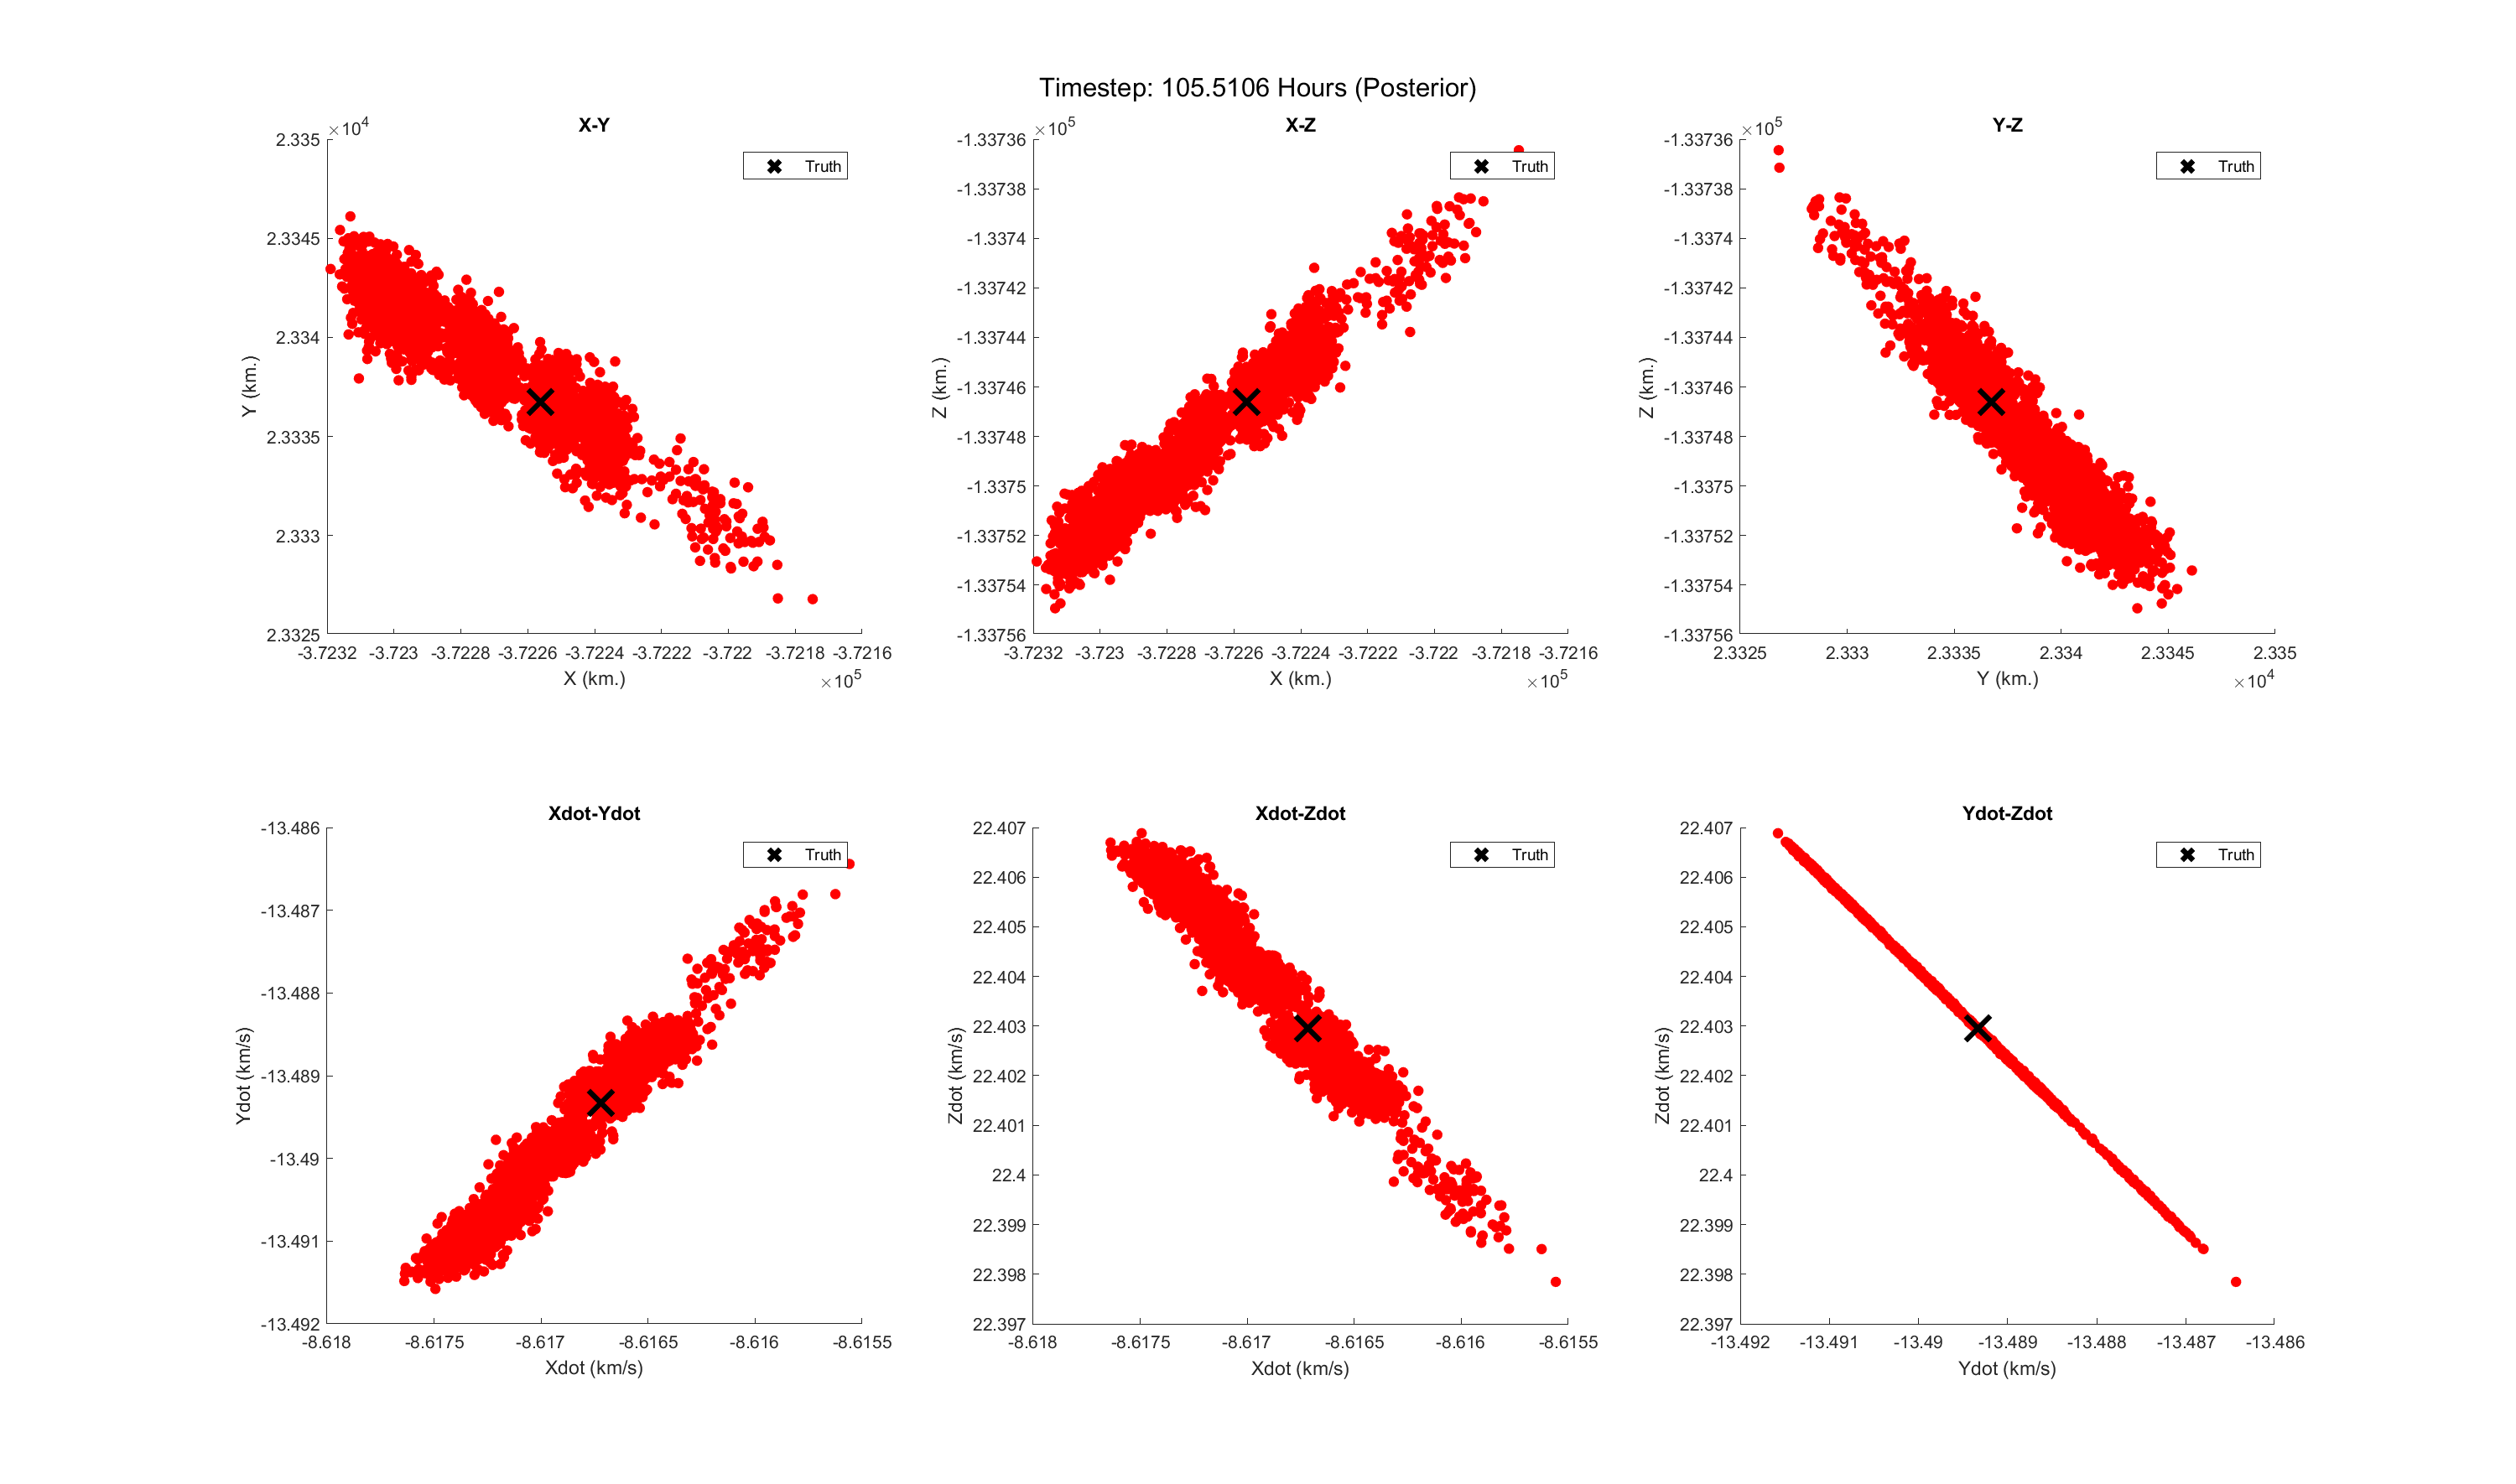 Timestep: 105.5106 Hours (Posterior)
X-Y
×10^4
2.335
2.3345
2.334
2.3335
2.333
2.3325
Y (km.)
Truth
-3.7232 -3.723 -3.7228 -3.7226 -3.7224 -3.7222 -3.722 -3.7218 -3.7216
X (km.)
×10^5
X-Z
×10^5
-1.33736
-1.33738
-1.3374
-1.33742
-1.33744
-1.33746
-1.33748
-1.3375
-1.33752
-1.33754
-1.33756
Z (km.)
Truth
-3.7232 -3.723 -3.7228 -3.7226 -3.7224 -3.7222 -3.722 -3.7218 -3.7216
X (km.)
×10^5
Y-Z
×10^5
-1.33736
-1.33738
-1.3374
-1.33742
-1.33744
-1.33746
-1.33748
-1.3375
-1.33752
-1.33754
-1.33756
Z (km.)
Truth
2.3325 2.333 2.3335 2.334 2.3345 2.335
Y (km.)
×10^4
Xdot-Ydot
-13.486
-13.487
-13.488
-13.489
-13.49
-13.491
-13.492
Ydot (km/s)
Truth
-8.618 -8.6175 -8.617 -8.6165 -8.616 -8.6155
Xdot (km/s)
Xdot-Zdot
22.407
22.406
22.405
22.404
22.403
22.402
22.401
22.4
22.399
22.398
22.397
Zdot (km/s)
Truth
-8.618 -8.6175 -8.617 -8.6165 -8.616 -8.6155
Xdot (km/s)
Ydot-Zdot
22.407
22.406
22.405
22.404
22.403
22.402
22.401
22.4
22.399
22.398
22.397
Zdot (km/s)
Truth
-13.492 -13.491 -13.49 -13.489 -13.488 -13.487 -13.486
Ydot (km/s)